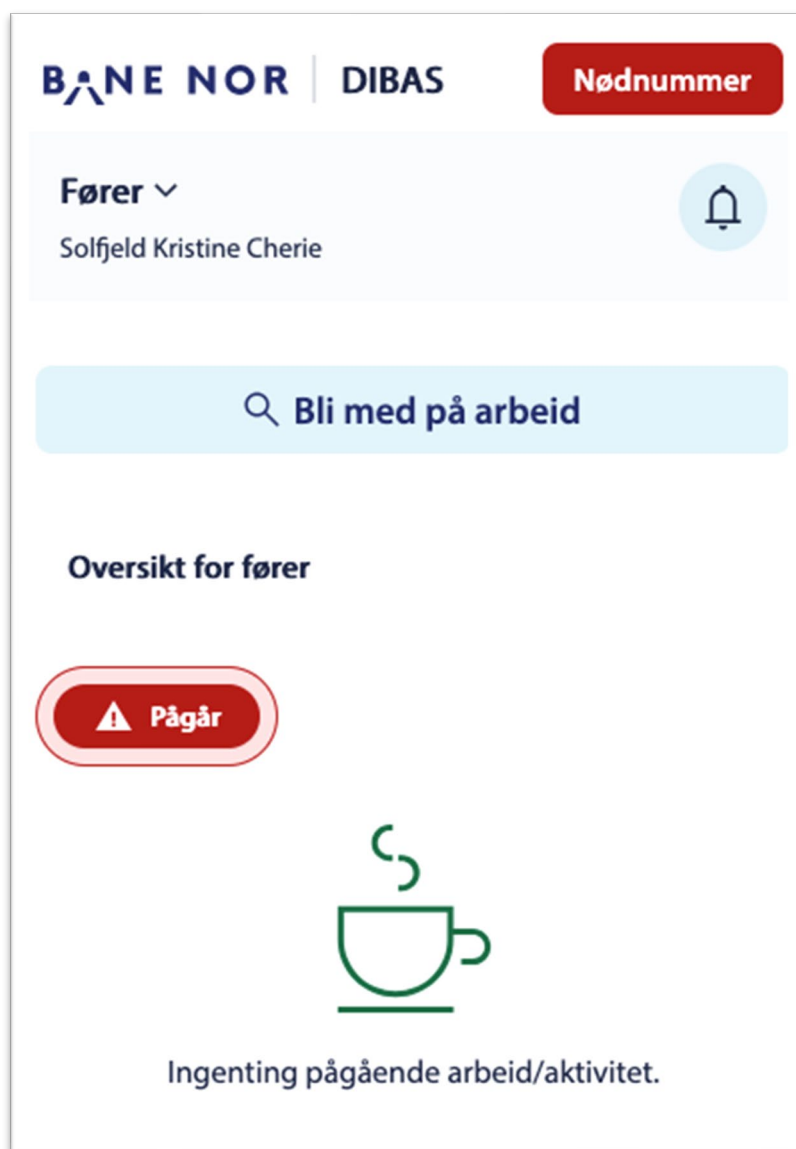 BANE NOR | DIBAS
Nødnummer
Fører
Solfjeld Kristine Cherie
Bli med på arbeid
Oversikt for fører
Pågår
Ingenting pågående arbeid/aktivitet.